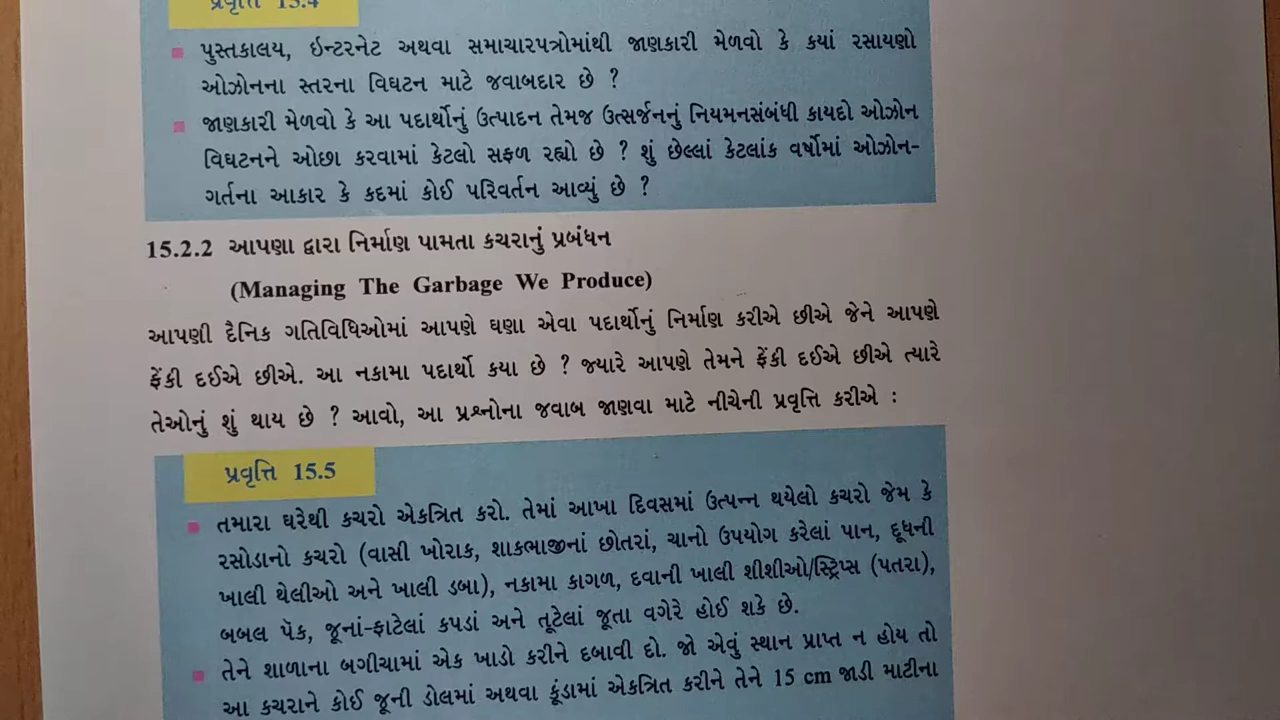 પ્રવૃત્તિ 15.4
પુસ્તકાલય, ઇન્ટરનેટ અથવા સમાચારપત્રોમાંથી જાણકારી મેળવો કે કયાં રસાયણો
ઓઝોનના સ્તરના વિઘટન માટે જવાબદાર છે ?
જાણકારી મેળવો કે આ પદાર્થોનું ઉત્પાદન તેમજ ઉત્સર્જનનું નિયમનસંબંધી કાયદો ઓઝોન
વિઘટનને ઓછા કરવામાં કેટલો સફળ રહ્યો છે ? શું છેલ્લાં કેટલાંક વર્ષોમાં ઓઝોન-
ગર્તના આકાર કે કદમાં કોઈ પરિવર્તન આવ્યું છે ?
15.2.2 આપણા દ્વારા નિર્માણ પામતા કચરાનું પ્રબંધન
(Managing The Garbage We Produce)
આપણી દૈનિક ગતિવિધિઓમાં આપણે ઘણા એવા પદાર્થોનું નિર્માણ કરીએ છીએ જેને આપણે
ફેંકી દઈએ છીએ. આ નકામા પદાર્થો કયા છે ? જ્યારે આપણે તેમને ફેંકી દઈએ છીએ ત્યારે
તેઓનું શું થાય છે ? આવો, આ પ્રશ્નોના જવાબ જાણવા માટે નીચેની પ્રવૃત્તિ કરીએ :
પ્રવૃત્તિ 15.5
તમારા ઘરેથી કચરો એકત્રિત કરો. તેમાં આખા દિવસમાં ઉત્પન્ન થયેલો કચરો જેમ કે
રસોડાનો કચરો (વાસી ખોરાક, શાકભાજીનાં છોતરાં, ચાનો ઉપયોગ કરેલાં પાન, દૂધની
ખાલી થેલીઓ અને ખાલી ડબા), નકામા કાગળ, દવાની ખાલી શીશીઓ/સ્ટ્રિપ્સ (પતરા),
બબલ પૅક, જૂનાં-ફાટેલાં કપડાં અને તૂટેલાં જૂતા વગેરે હોઈ શકે છે.
તેને શાળાના બગીચામાં એક ખાડો કરીને દબાવી દો. જો એવું સ્થાન પ્રાપ્ત ન હોય તો
આ કચરાને કોઈ જૂની ડોલમાં અથવા કૂંડામાં એકત્રિત કરીને તેને 15 cm જાડી માટીના